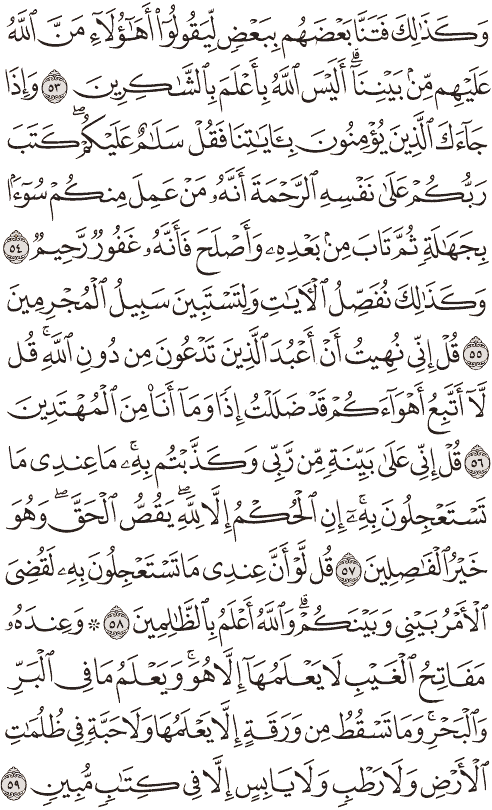 وَكَذَٰلِكَ فَتَنَّا بَعْضَهُم بِبَعْضٍ لِّيَقُولُوٓا۟ أَهَٰٓؤُلَآءِ مَنَّ ٱللَّهُ
عَلَيْهِم مِّنۢ بَيْنِنَآ ۗ أَلَيْسَ ٱللَّهُ بِأَعْلَمَ بِٱلشَّٰكِرِينَ ٥٣ وَإِذَا
جَآءَكَ ٱلَّذِينَ يُؤْمِنُونَ بِـَٔايَٰتِنَا فَقُلْ سَلَٰمٌ عَلَيْكُمْ ۖ كَتَبَ
رَبُّكُمْ عَلَىٰ نَفْسِهِ ٱلرَّحْمَةَ أَنَّهُۥ مَنْ عَمِلَ مِنكُمْ سُوٓءًۢا
بِجَهَٰلَةٍ ثُمَّ تَابَ مِنۢ بَعْدِهِۦ وَأَصْلَحَ فَأَنَّهُۥ غَفُورٌ رَّحِيمٌ ٥٤
وَكَذَٰلِكَ نُفَصِّلُ ٱلْـَٔايَٰتِ وَلِتَسْتَبِينَ سَبِيلُ ٱلْمُجْرِمِينَ
٥٥ قُلْ إِنِّى نُهِيتُ أَنْ أَعْبُدَ ٱلَّذِينَ تَدْعُونَ مِن دُونِ ٱللَّهِ ۚ قُل
لَّآ أَتَّبِعُ أَهْوَآءَكُمْ ۙ قَدْ ضَلَلْتُ إِذًا وَمَآ أَنَا۠ مِنَ ٱلْمُهْتَدِينَ
٥٦ قُلْ إِنِّى عَلَىٰ بَيِّنَةٍ مِّن رَّبِّى وَكَذَّبْتُم بِهِۦ ۚ مَا عِندِى مَا
تَسْتَعْجِلُونَ بِهِۦٓ ۚ إِنِ ٱلْحُكْمُ إِلَّا لِلَّهِ ۖ يَقُصُّ ٱلْحَقَّ ۖ وَهُوَ
خَيْرُ ٱلْفَٰصِلِينَ ٥٧ قُل لَّوْ أَنَّ عِندِى مَا تَسْتَعْجِلُونَ بِهِۦ لَقُضِىَ
ٱلْأَمْرُ بَيْنِى وَبَيْنَكُمْ ۗ وَٱللَّهُ أَعْلَمُ بِٱلظَّٰلِمِينَ ٥٨ ۞ وَعِندَهُۥ
مَفَاتِحُ ٱلْغَيْبِ لَا يَعْلَمُهَآ إِلَّا هُوَ ۚ وَيَعْلَمُ مَا فِى ٱلْبَرِّ
وَٱلْبَحْرِ ۚ وَمَا تَسْقُطُ مِن وَرَقَةٍ إِلَّا يَعْلَمُهَا وَلَا حَبَّةٍ فِى ظُلُمَٰتِ
ٱلْأَرْضِ وَلَا رَطْبٍ وَلَا يَابِسٍ إِلَّا فِى كِتَٰبٍ مُّبِينٍ ٥٩